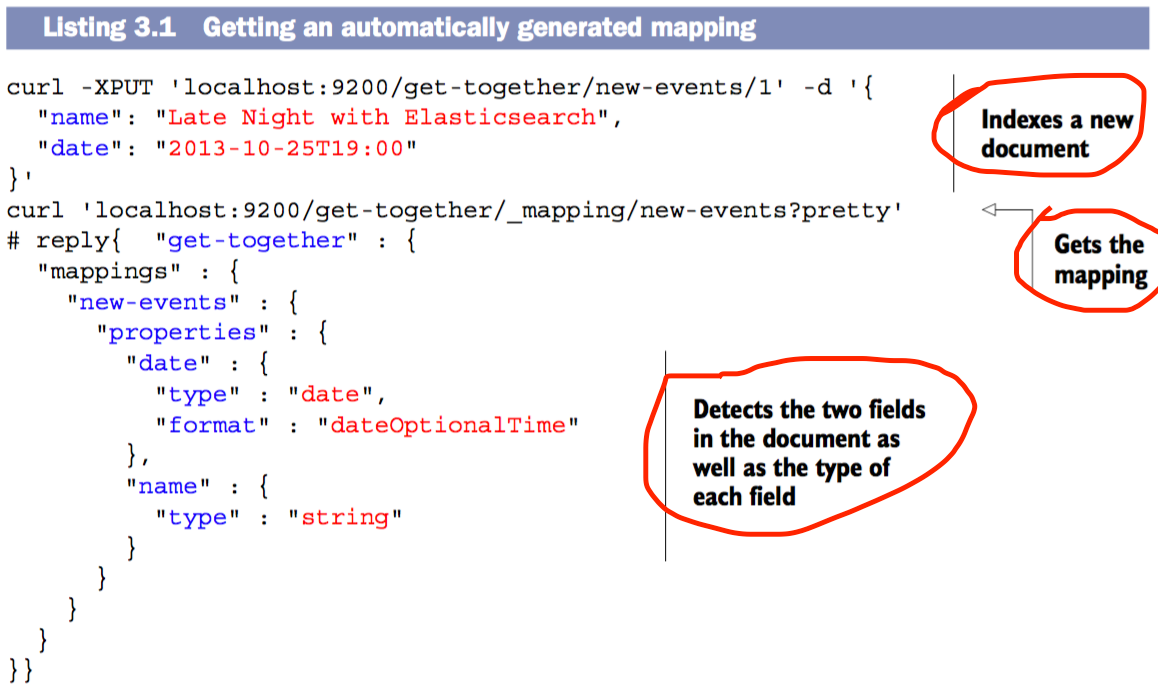 Listing 3.1 Getting an automatically generated mapping
curl -XPUT 'localhost:9200/get-together/new-events/1' -d '{
"name": "Late Night with Elasticsearch",
"date": "2013-10-25T19:00"
}'
Indexes a new
document
curl 'localhost:9200/get-together/_mapping/new-events?pretty'
# reply{ "get-together" : {
Gets the
mapping
"mappings" : {
"new-events" : {
"properties" : {
"date" : {
"type" : "date",
"format" : "dateOptionalTime"
},
"name" : {
"type" : "string"
}
}
}
}
}}
Detects the two fields
in the document as
well as the type of
each field